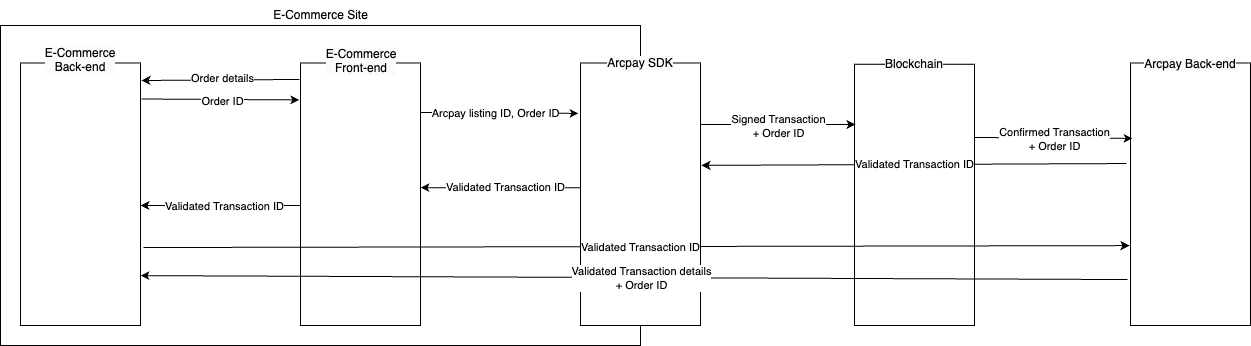 E-Commerce Site
E-Commerce
Back-end
E-Commerce
Front-end
Arcpay SDK
Blockchain
Arcpay Back-end
Order details
Order ID
Arcpay listing ID, Order ID
Signed Transaction
+ Order ID
Confirmed Transaction
+ Order ID
Validated Transaction ID
Validated Transaction ID
Validated Transaction ID
Validated Transaction ID
Validated Transaction details
+ Order ID